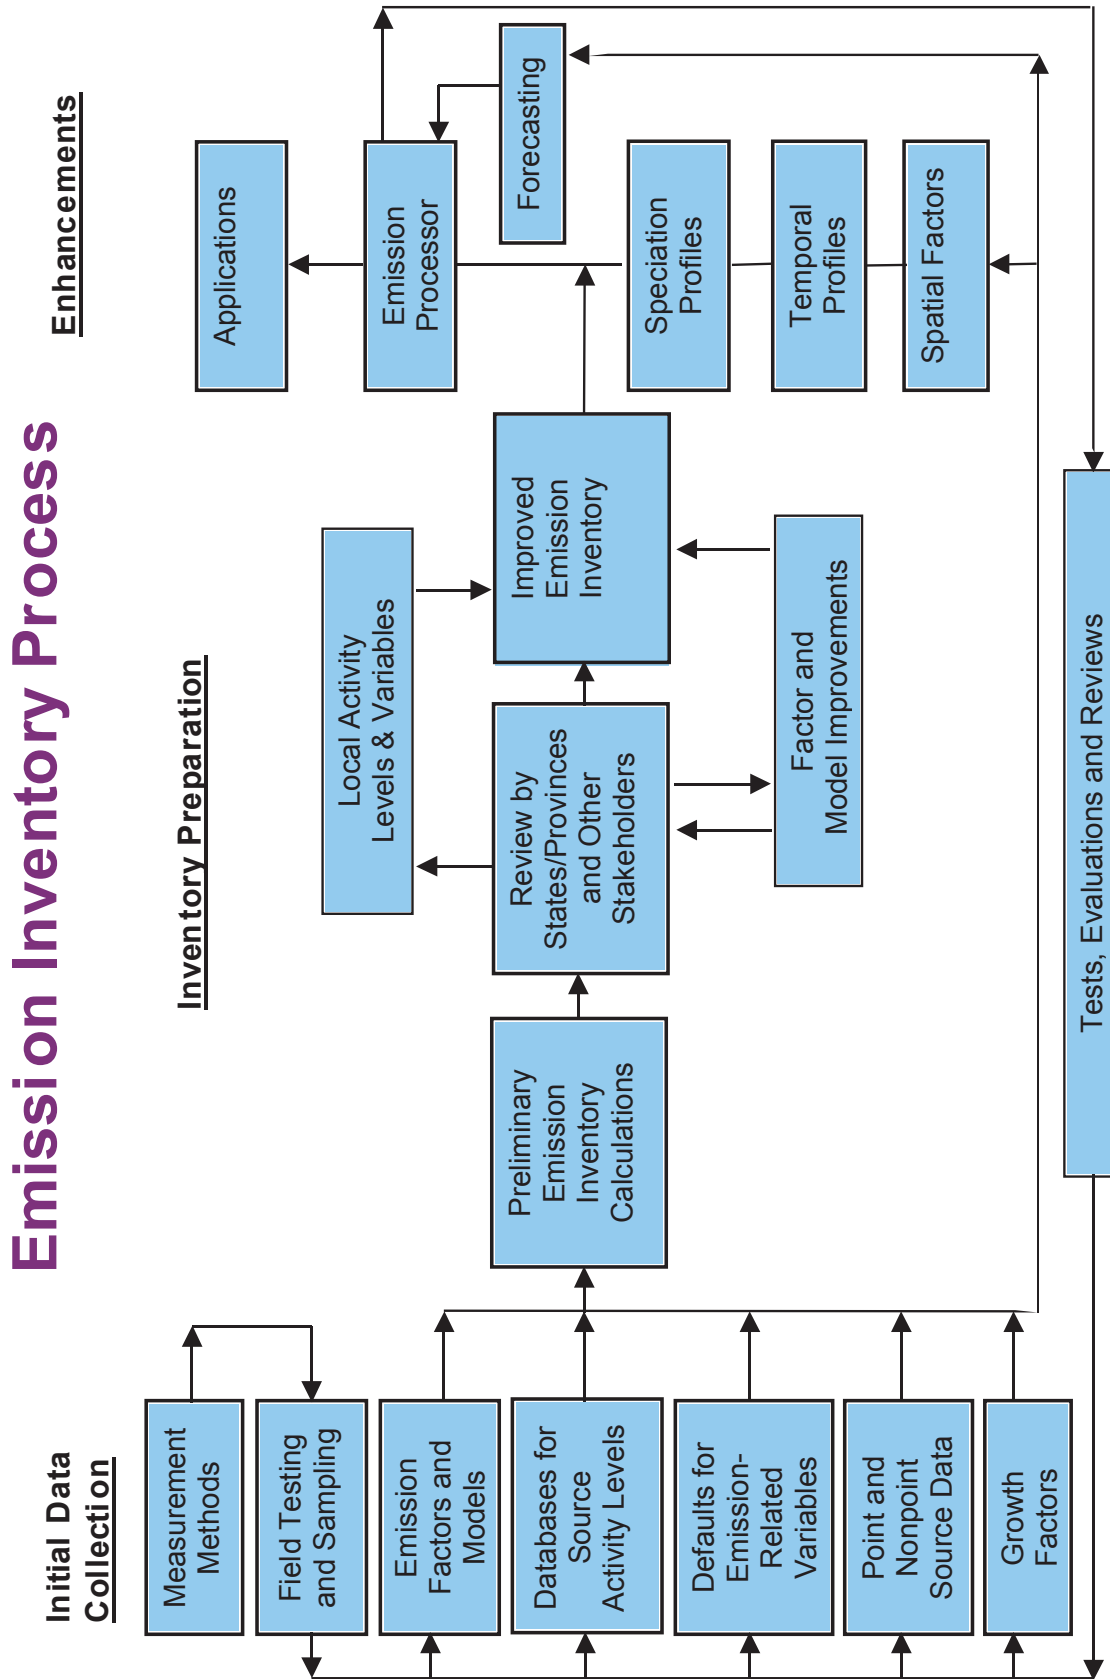 Emission Inventory Process
Initial Data
Collection
Inventory Preparation
Enhancements
Measurement
Methods
Field Testing
and Sampling
Emission
Factors and
Models
Databases for
Source
Activity Levels
Defaults for
Emission-
Related
Variables
Point and
Nonpoint
Source Data
Growth
Factors
Preliminary
Emission
Inventory
Calculations
Local Activity
Levels & Variables
Review by
States/Provinces
and Other
Stakeholders
Factor and
Model Improvements
Improved
Emission
Inventory
Applications
Emission
Processor
Forecasting
Speciation
Profiles
Temporal
Profiles
Spatial Factors
Tests, Evaluations and Reviews